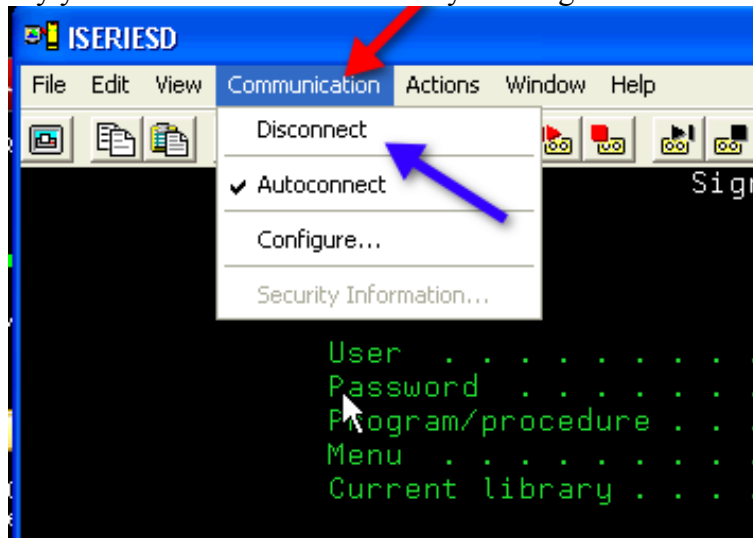 ISERIESD
File Edit View Communication Actions Window Help
Disconnect
Autoconnect
Configure...
Security Information...
User . . . . . . . .
Password . . . . . .
Program/procedure . .
Menu . . . . . . . .
Current library . . .